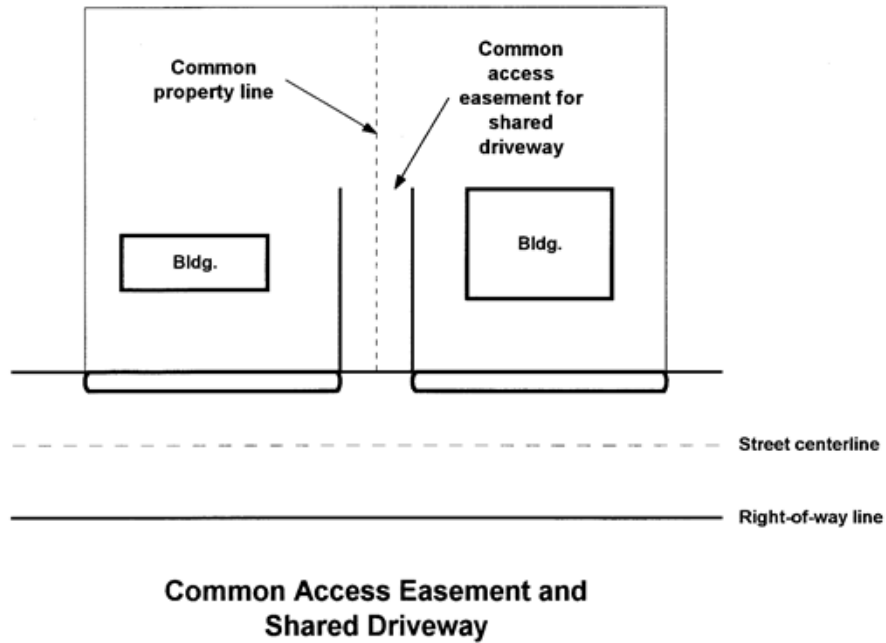 Common
property line
Common
access
easement for
shared
driveway
Bldg.
Bldg.
Street centerline
Right-of-way line
Common Access Easement and
Shared Driveway